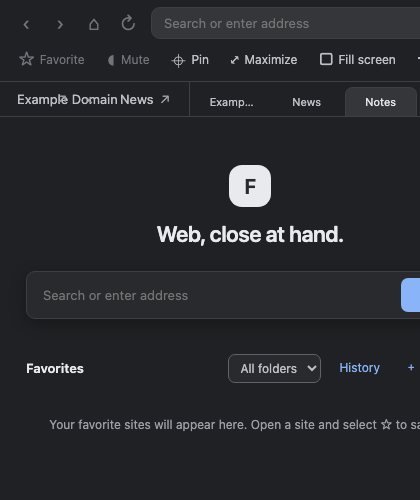 Search or enter address
Favorite Mute Pin Maximize Fill screen
Example Domain News Examp... News Notes
F
Web, close at hand.
Search or enter address
Favorites All folders History +
Your favorite sites will appear here. Open a site and select ☆ to sa